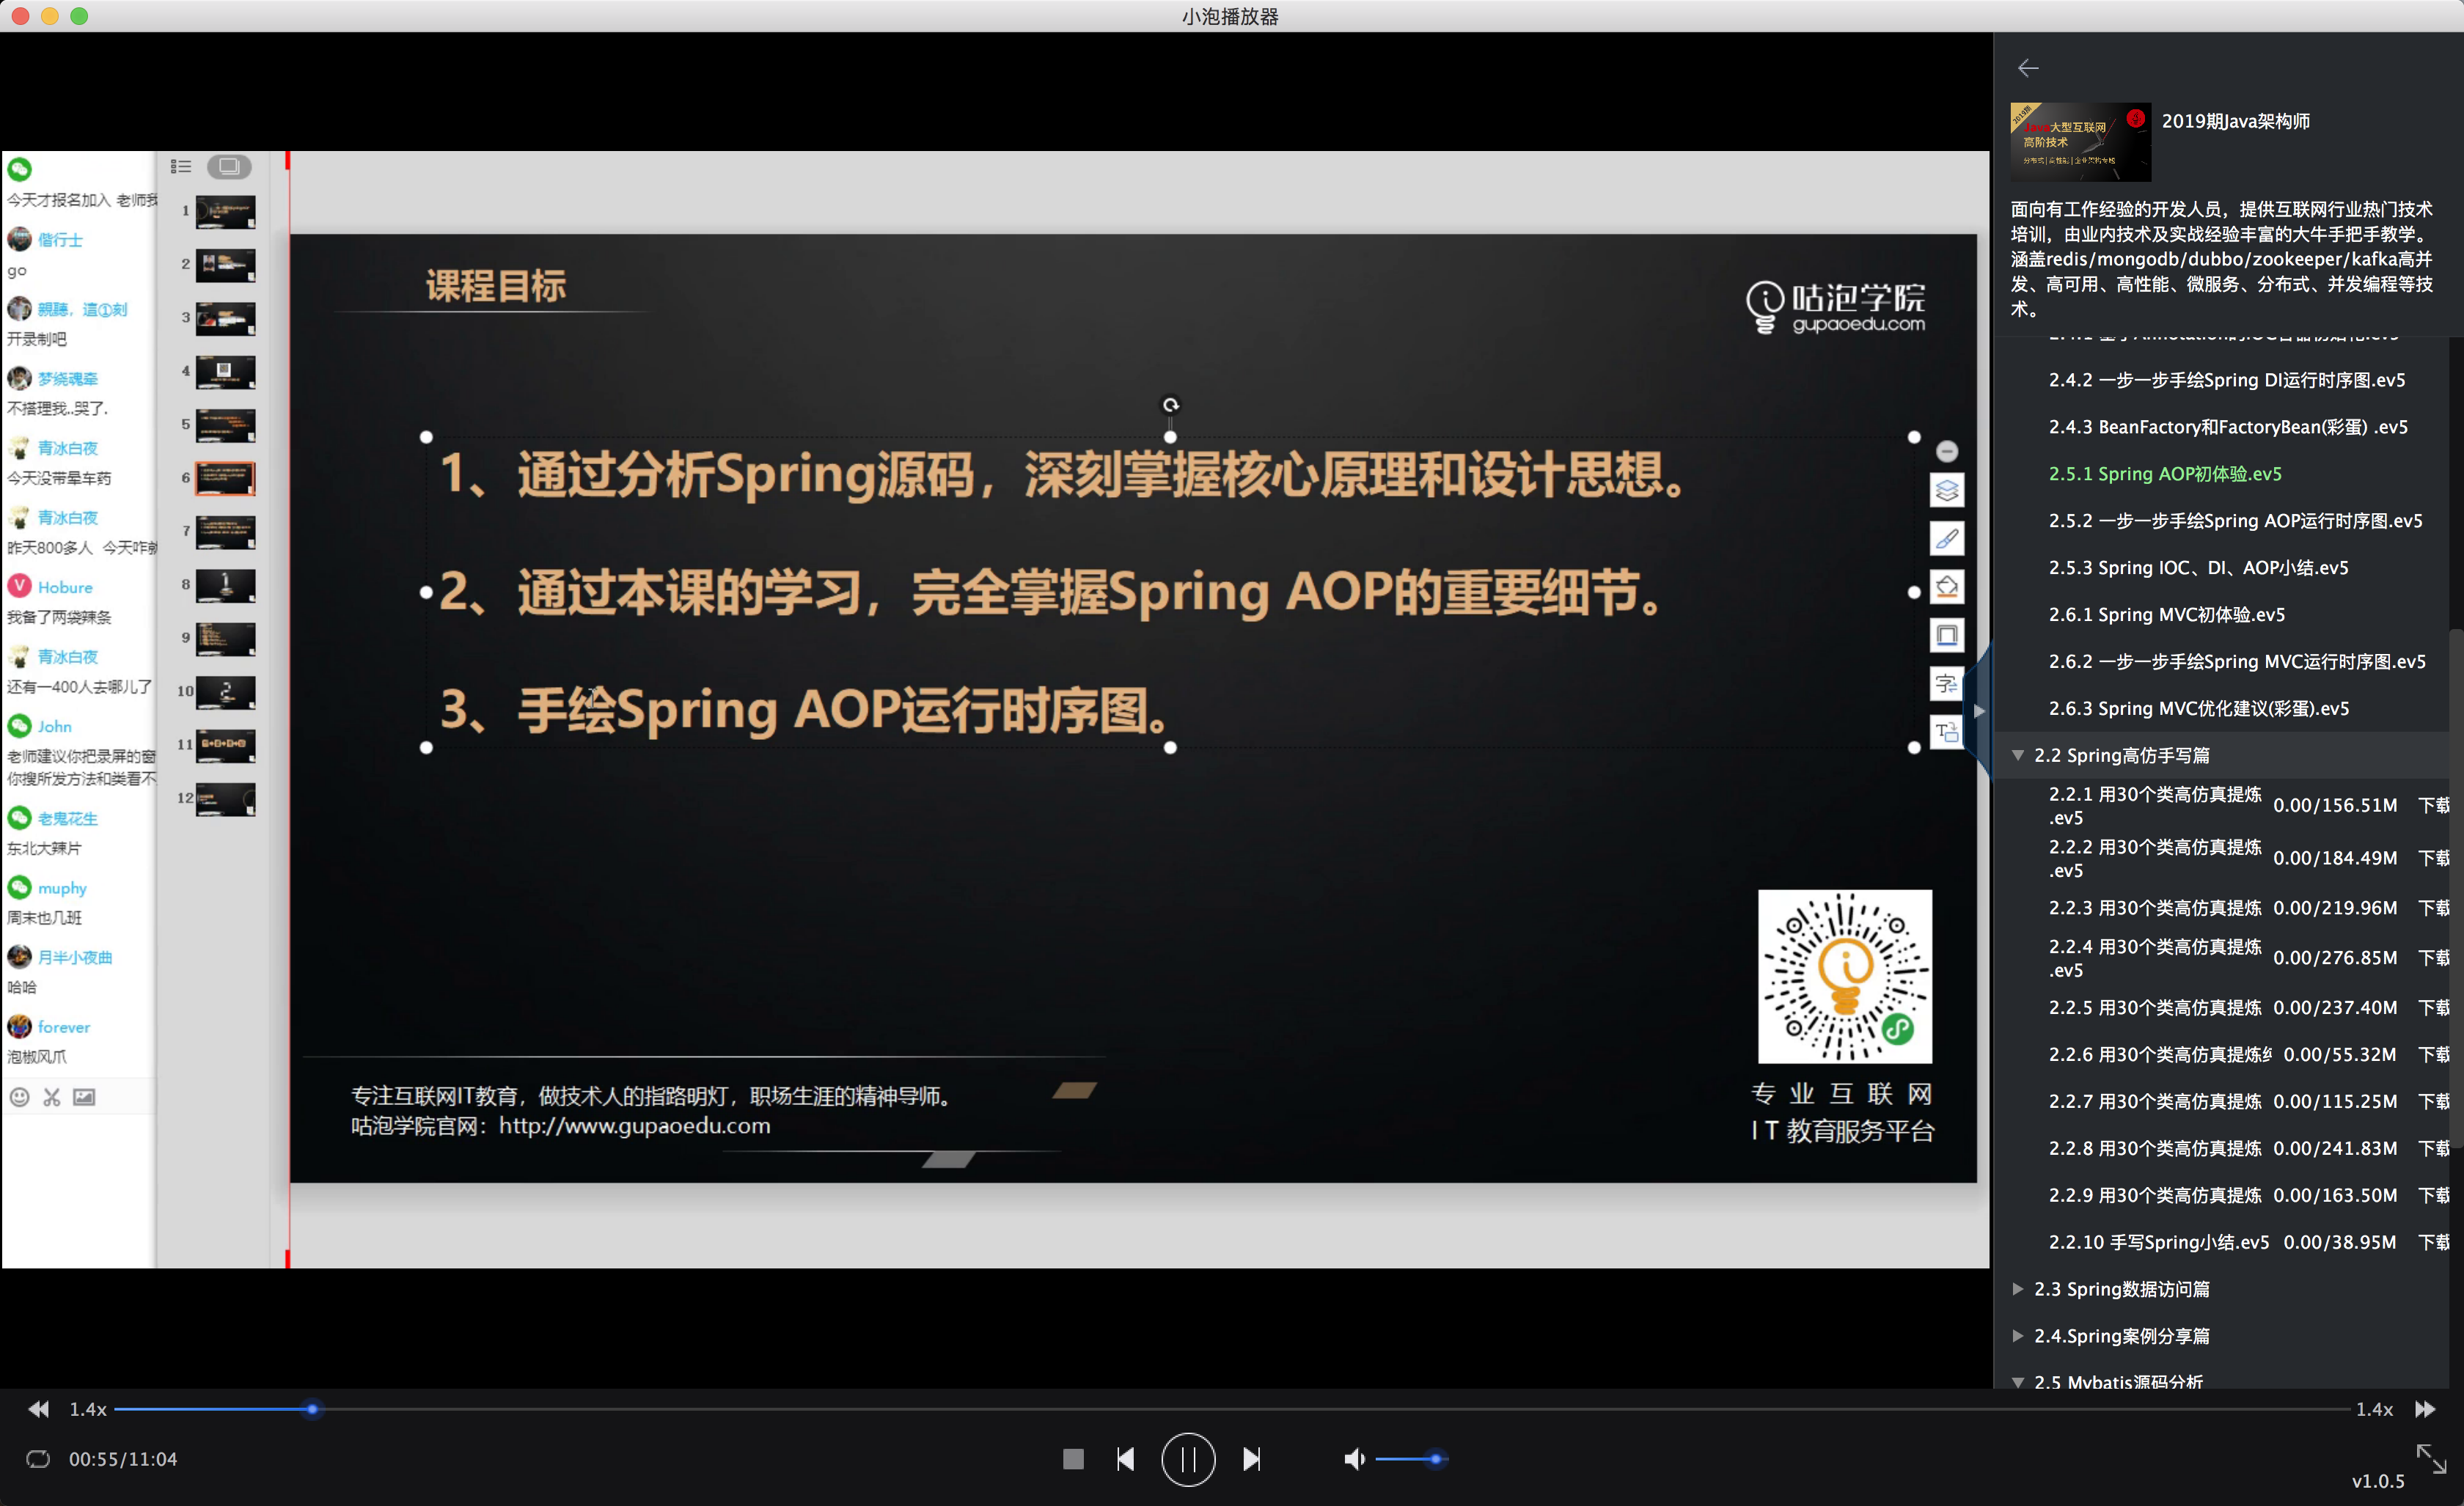 小泡播放器
今天才报名加入 老师我
偕行士
go
親聽，這①刻
开录制吧
梦绕魂牵
不搭理我..哭了.
青冰白夜
今天没带晕车药
青冰白夜
昨天800多人 今天咋就
Hobure
我备了两袋辣条
青冰白夜
还有一400人去哪儿了
John
老师建议你把录屏的窗
你搜所发方法和类看不
老鬼花生
东北大辣片
muphy
周末也几班
月半小夜曲
哈哈
forever
泡椒风爪
1
2
3
4
5
6
7
8
9
10
11
12
课程目标
咕泡学院
gupaoedu.com
1、通过分析Spring源码，深刻掌握核心原理和设计思想。
2、通过本课的学习，完全掌握Spring AOP的重要细节。
3、手绘Spring AOP运行时序图。
专注互联网IT教育，做技术人的指路明灯，职场生涯的精神导师。
咕泡学院官网：http://www.gupaoedu.com
专业互联网
IT教育服务平台
2019期
Java大型互联网
高阶技术
2019期Java架构师
面向有工作经验的开发人员，提供互联网行业热门技术
培训，由业内技术及实战经验丰富的大牛手把手教学。
涵盖redis/mongodb/dubbo/zookeeper/kafka高并
发、高可用、高性能、微服务、分布式、并发编程等技
术。
2.4.2 一步一步手绘Spring DI运行时序图.ev5
2.4.3 BeanFactory和FactoryBean(彩蛋) .ev5
2.5.1 Spring AOP初体验.ev5
2.5.2 一步一步手绘Spring AOP运行时序图.ev5
2.5.3 Spring IOC、DI、AOP小结.ev5
2.6.1 Spring MVC初体验.ev5
2.6.2 一步一步手绘Spring MVC运行时序图.ev5
2.6.3 Spring MVC优化建议(彩蛋).ev5
2.2 Spring高仿手写篇
2.2.1 用30个类高仿真提炼 0.00/156.51M 下载
.ev5
2.2.2 用30个类高仿真提炼 0.00/184.49M 下载
.ev5
2.2.3 用30个类高仿真提炼 0.00/219.96M 下载
2.2.4 用30个类高仿真提炼 0.00/276.85M 下载
.ev5
2.2.5 用30个类高仿真提炼 0.00/237.40M 下载
2.2.6 用30个类高仿真提炼 0.00/55.32M 下载
2.2.7 用30个类高仿真提炼 0.00/115.25M 下载
2.2.8 用30个类高仿真提炼 0.00/241.83M 下载
2.2.9 用30个类高仿真提炼 0.00/163.50M 下载
2.2.10 手写Spring小结.ev5 0.00/38.95M 下载
2.3 Spring数据访问篇
2.4.Spring案例分享篇
2.5 Mybatis源码分析
1.4x
1.4x
00:55/11:04
v1.0.5